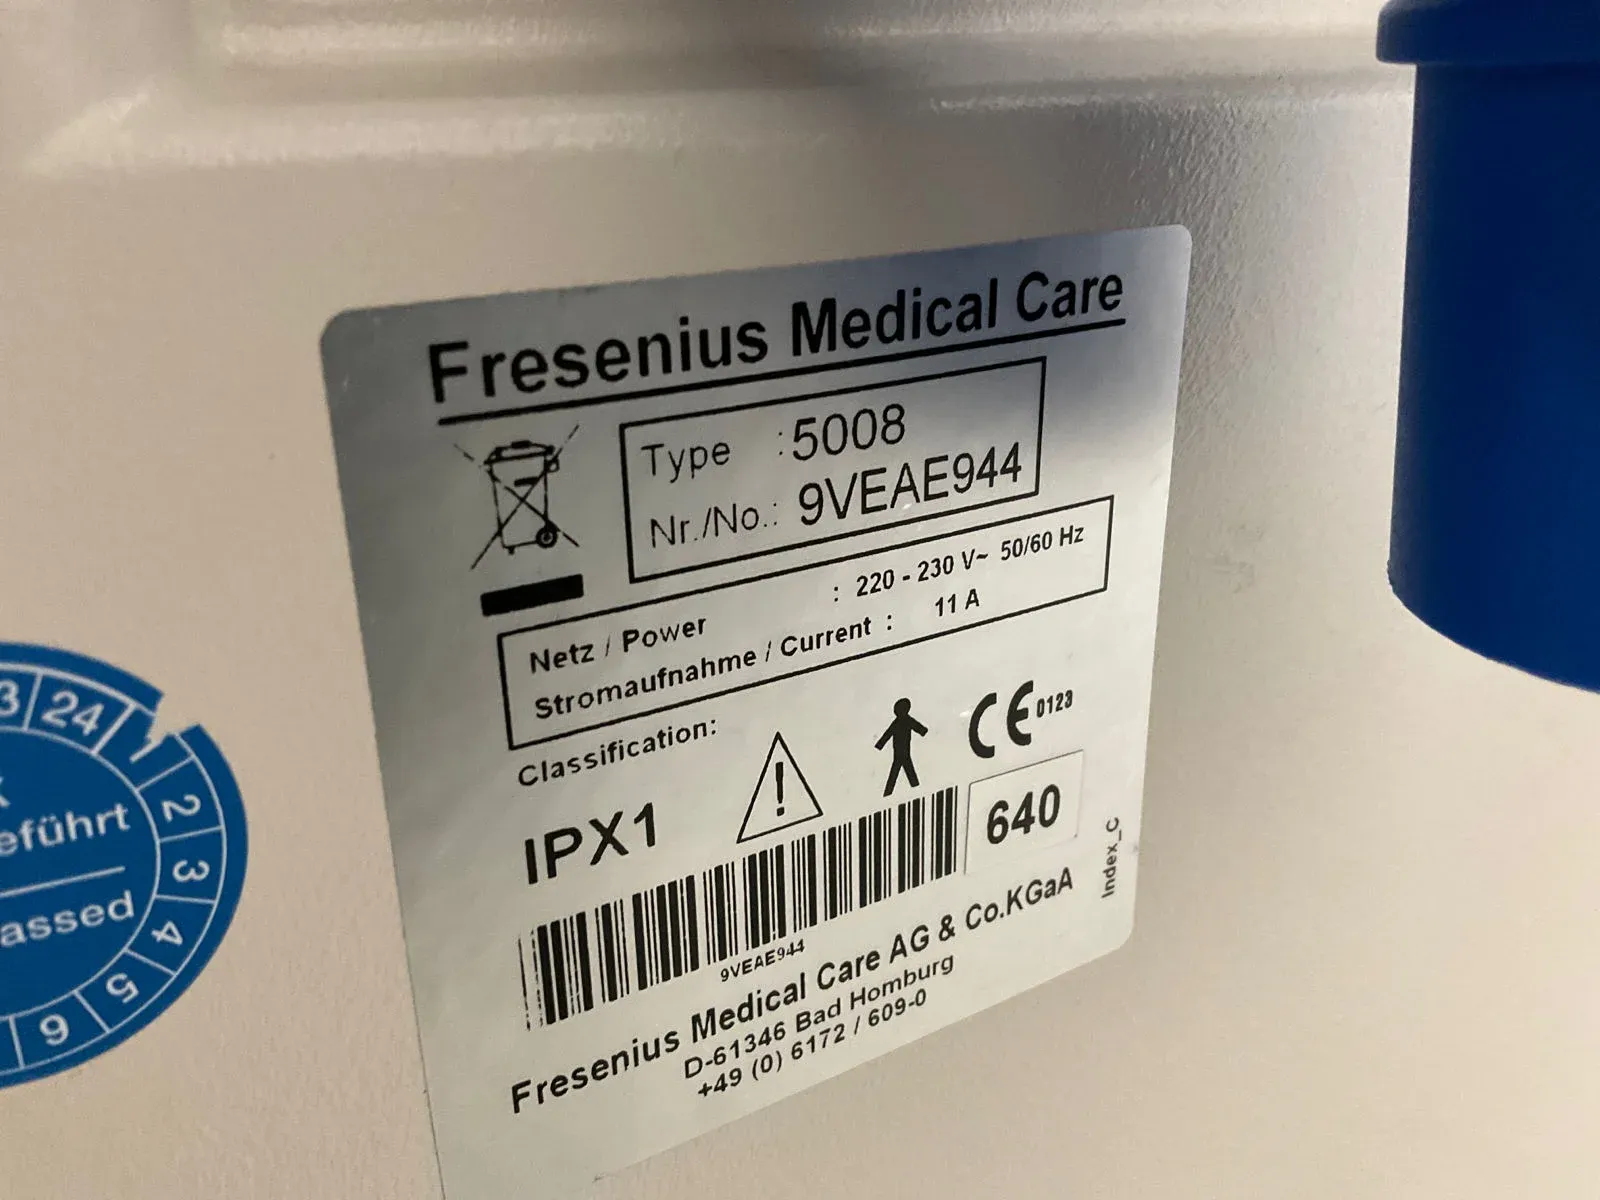 Fresenius Medical Care
Type : 5008
Nr./No.: 9VEAE944
Netz / Power : 220 - 230 V~ 50/60 Hz
Stromaufnahme / Current : 11 A
Classification:
IPX1
!
CE 0123
640
Index_C
9VEAE944
Fresenius Medical Care AG & Co.KGaA
D-61346 Bad Homburg
+49 (0) 6172 / 609-0
3 24 1 2 3 4 5 6
eführt
assed